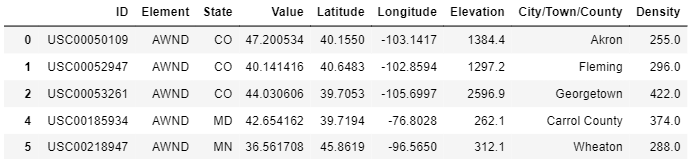 ID Element State Value Latitude Longitude Elevation City/Town/County Density
0 USC00050109 AWND CO 47.200534 40.1550 -103.1417 1384.4 Akron 255.0
1 USC00052947 AWND CO 40.141416 40.6483 -102.8594 1297.2 Fleming 296.0
2 USC00053261 AWND CO 44.030606 39.7053 -105.6997 2596.9 Georgetown 422.0
4 USC00185934 AWND MD 42.654162 39.7194 -76.8028 262.1 Carrol County 374.0
5 USC00218947 AWND MN 36.561708 45.8619 -96.5650 312.1 Wheaton 288.0